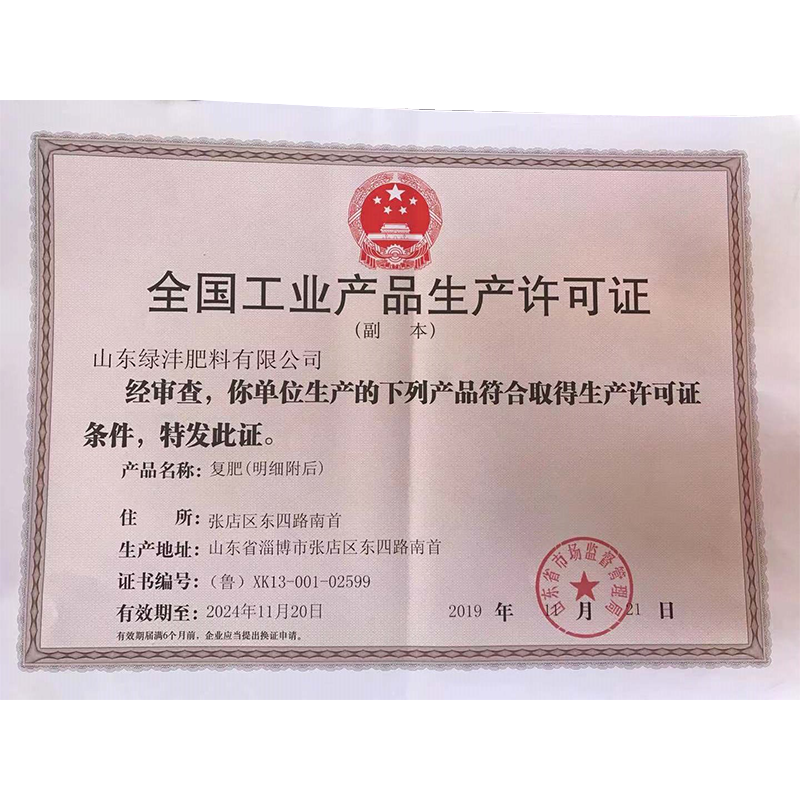 全国工业产品生产许可证
(副 本)
山东绿沣肥料有限公司
经审查，你单位生产的下列产品符合取得生产许可证
条件，特发此证。
产品名称：复肥(明细附后)
住 所：张店区东四路南首
生产地址：山东省淄博市张店区东四路南首
证书编号：(鲁) XK13-001-02599
有效期至：2024年11月20日
2019 年 11 月 21 日
有效期届满6个月前，企业应当提出换证申请。
山东省市场监督管理局